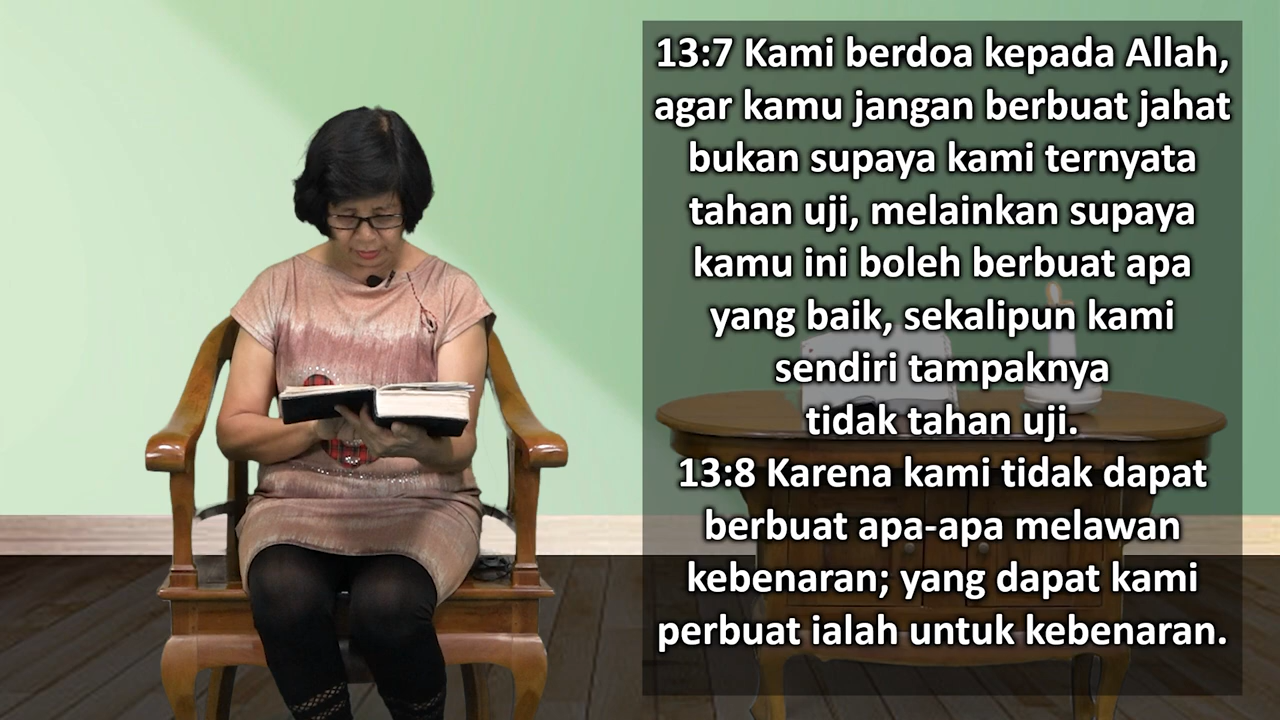 13:7 Kami berdoa kepada Allah,
agar kamu jangan berbuat jahat
bukan supaya kami ternyata
tahan uji, melainkan supaya
kamu ini boleh berbuat apa
yang baik, sekalipun kami
sendiri tampaknya
tidak tahan uji.
13:8 Karena kami tidak dapat
berbuat apa-apa melawan
kebenaran; yang dapat kami
perbuat ialah untuk kebenaran.